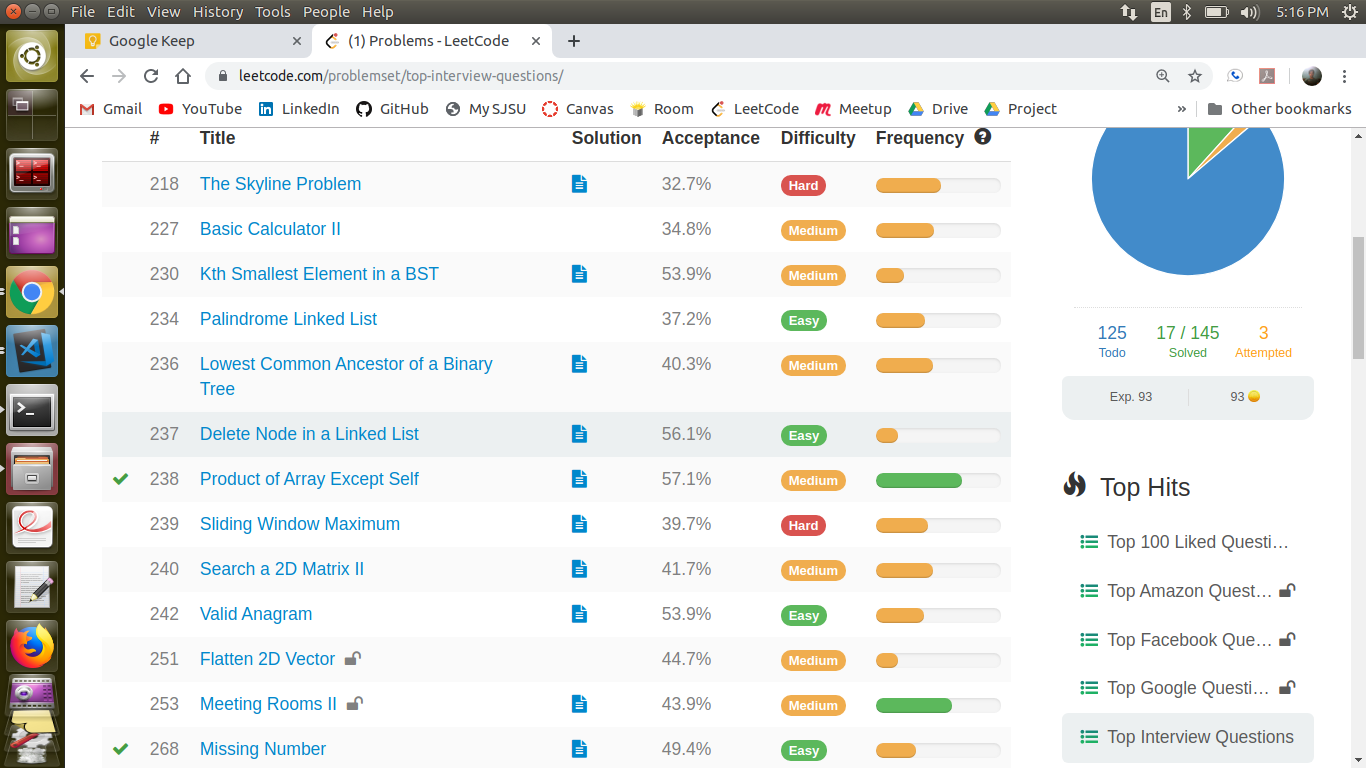 File Edit View History Tools People Help
En 5:16 PM
Google Keep
(1) Problems - LeetCode
leetcode.com/problemset/top-interview-questions/
Gmail YouTube LinkedIn GitHub My SJSU Canvas Room LeetCode Meetup Drive Project » Other bookmarks
# Title Solution Acceptance Difficulty Frequency ?
218 The Skyline Problem 32.7% Hard
227 Basic Calculator II 34.8% Medium
230 Kth Smallest Element in a BST 53.9% Medium
234 Palindrome Linked List 37.2% Easy
236 Lowest Common Ancestor of a Binary 40.3% Medium
Tree
237 Delete Node in a Linked List 56.1% Easy
238 Product of Array Except Self 57.1% Medium
239 Sliding Window Maximum 39.7% Hard
240 Search a 2D Matrix II 41.7% Medium
242 Valid Anagram 53.9% Easy
251 Flatten 2D Vector 44.7% Medium
253 Meeting Rooms II 43.9% Medium
268 Missing Number 49.4% Easy
125 17 / 145 3
Todo Solved Attempted
Exp. 93 93
Top Hits
Top 100 Liked Questi…
Top Amazon Quest…
Top Facebook Que…
Top Google Questi…
Top Interview Questions